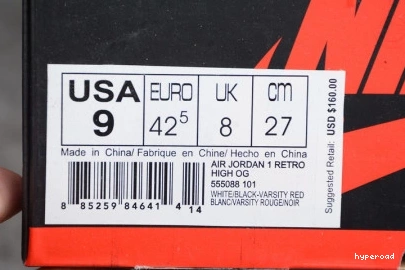 NIKE
USA EURO UK cm
9 42⁵ 8 27
Made in China/ Fabrique en Chine/ Hecho en China
AIR JORDAN 1 RETRO
HIGH OG
555088 101
WHITE/BLACK-VARSITY RED
BLANC/VARSITY ROUGE/NOIR
8 85259 84641 4 14
Suggested Retail: USD $160.00
hyperoad